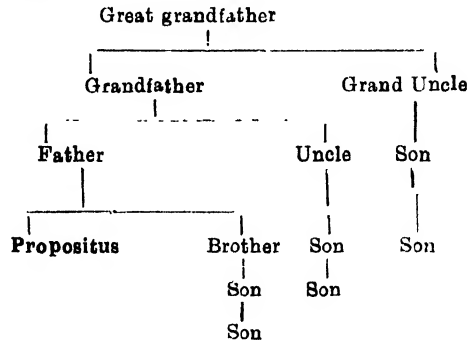 Great grandfather
Grandfather Grand Uncle
Father Uncle Son
Propositus Brother Son Son
Son Son
Son